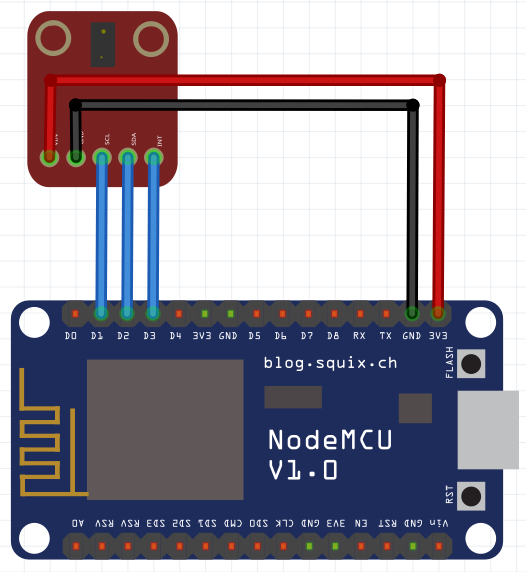 VIN GND SCL SDA INT
D0 D1 D2 D3 D4 3V3 GND D5 D6 D7 D8 RX TX GND 3V3
blog.squix.ch
FLASH
NodeMCU
V1.0
RST
A0 RSV RSV SD3 SD2 SD1 CMD SD0 CLK GND 3V3 EN RST GND Vin